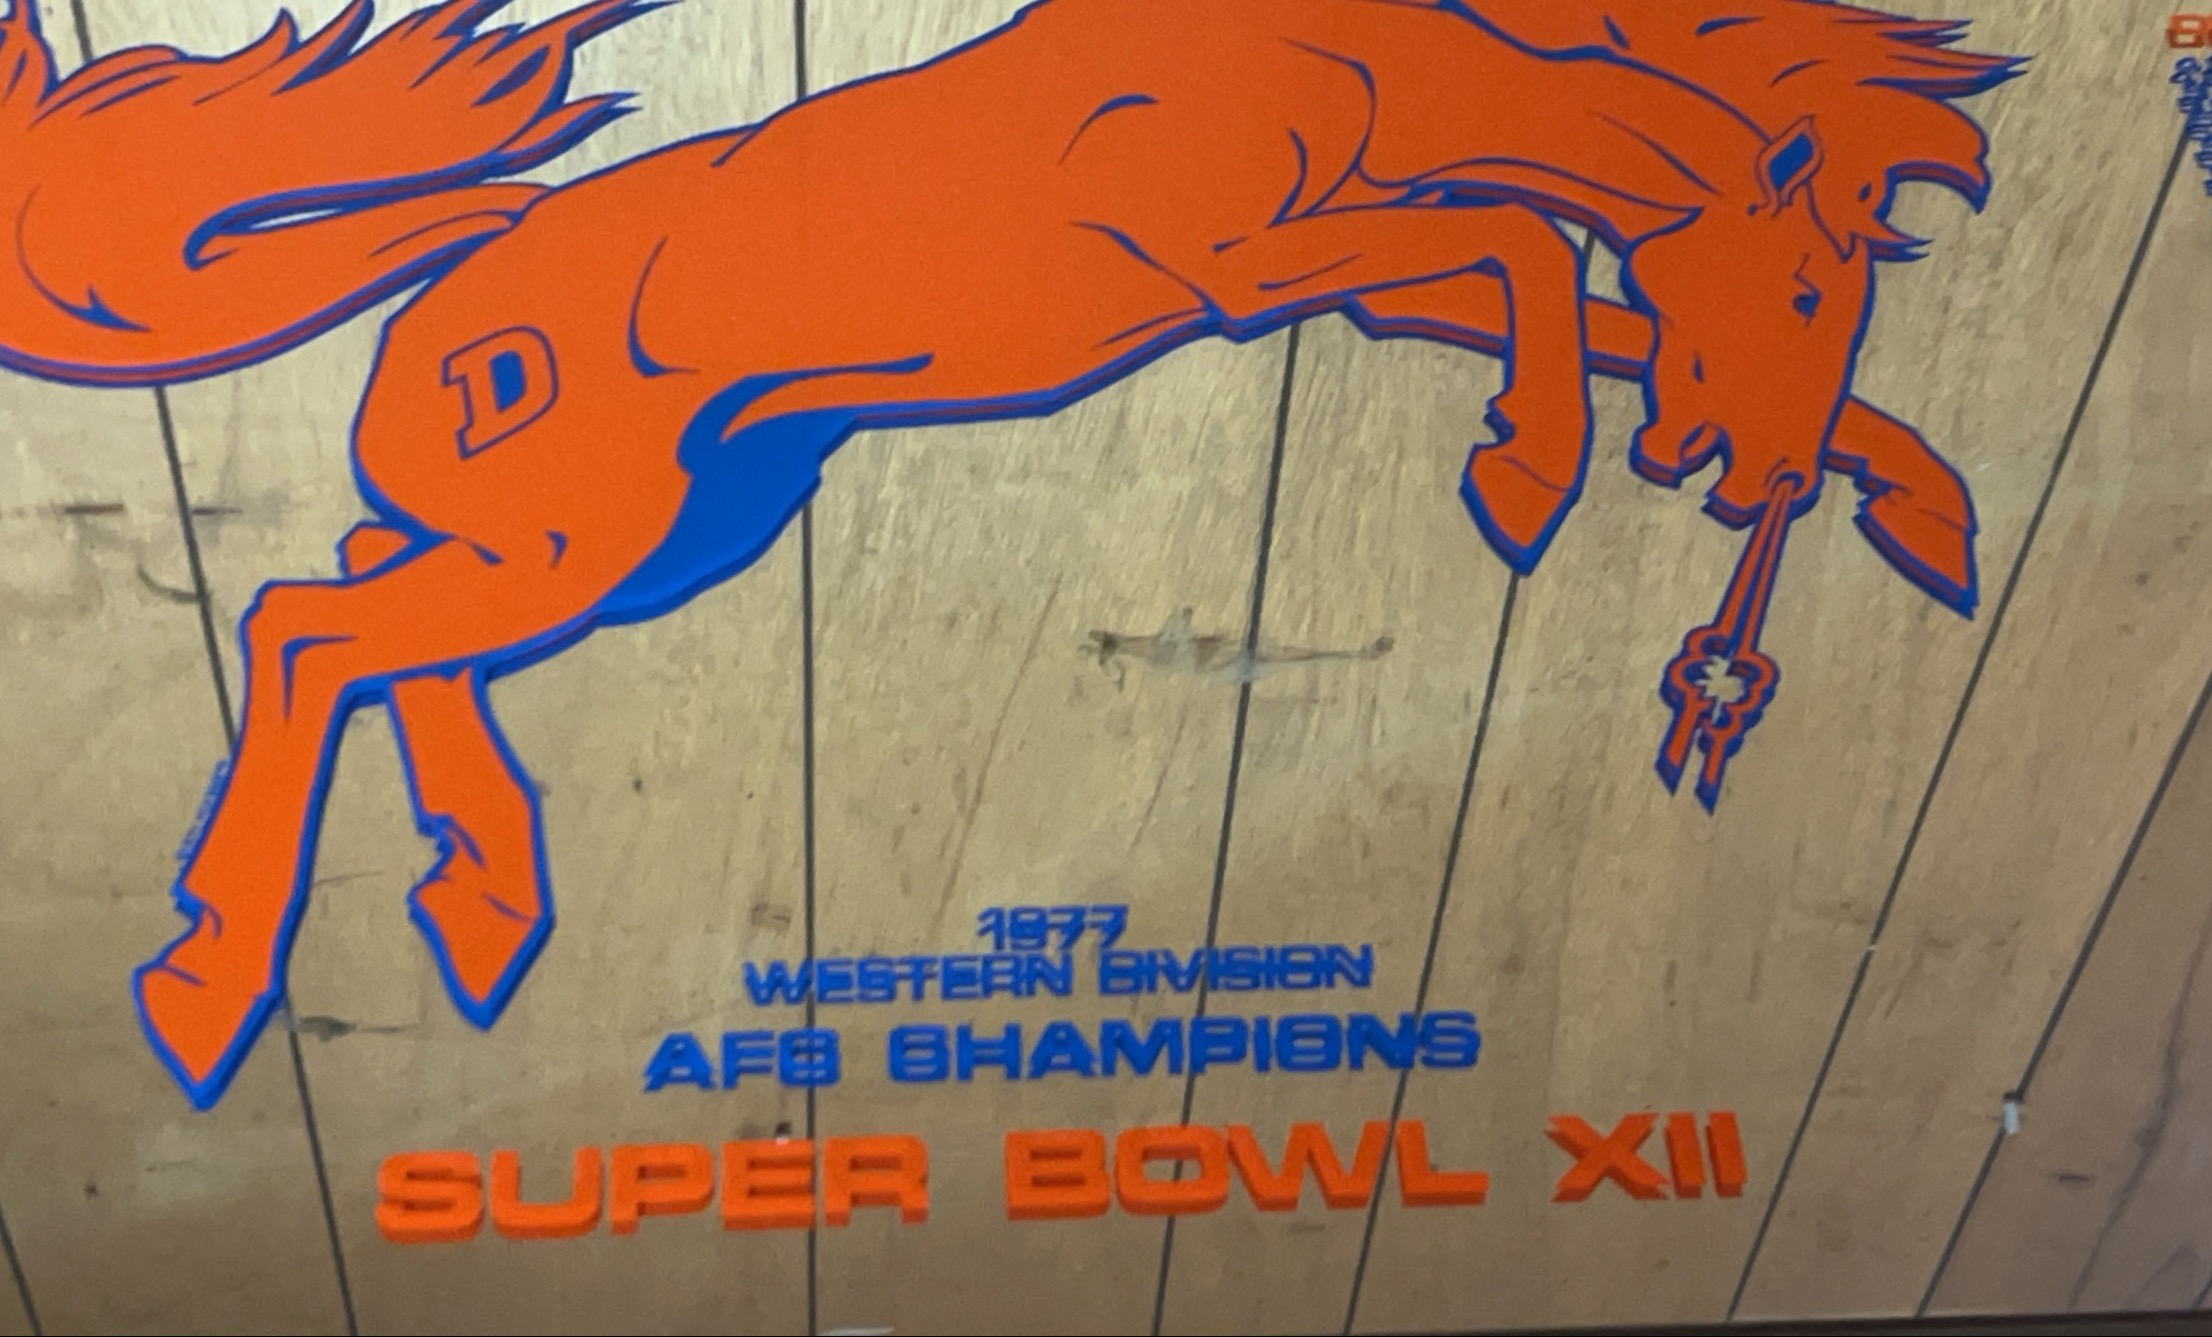 D
1977
WESTERN DIVISION
AFC CHAMPIONS
SUPER BOWL XII